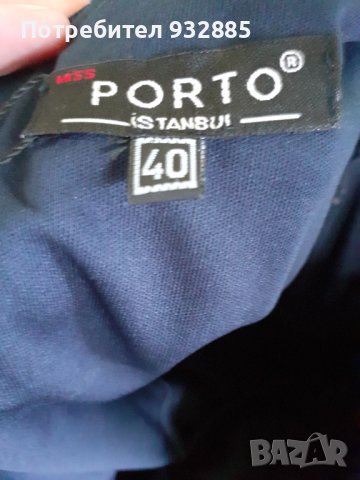 Потребител 932885
MISS
PORTO®
İSTANBUL
40
BAZAR